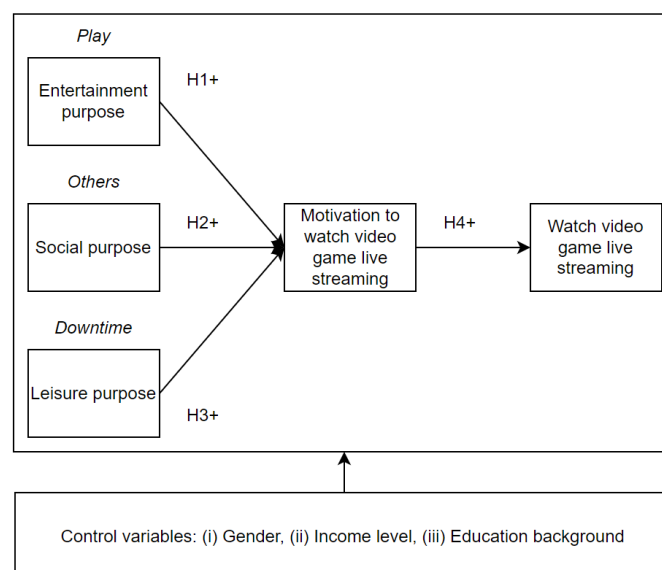 Play
Entertainment
purpose
H1+
Others
Social purpose
H2+
Motivation to
watch video
game live
streaming
H4+
Watch video
game live
streaming
Downtime
Leisure purpose
H3+
Control variables: (i) Gender, (ii) Income level, (iii) Education background